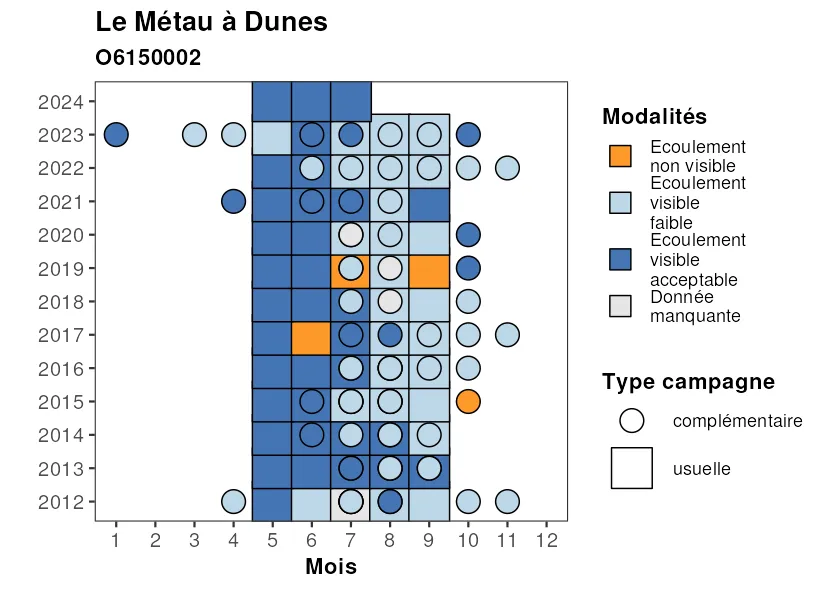 Le Métau à Dunes
O6150002
2024
2023
2022
2021
2020
2019
2018
2017
2016
2015
2014
2013
2012
1 2 3 4 5 6 7 8 9 10 11 12
Mois
Modalités
Ecoulement
non visible
Ecoulement
visible
faible
Ecoulement
visible
acceptable
Donnée
manquante
Type campagne
complémentaire
usuelle